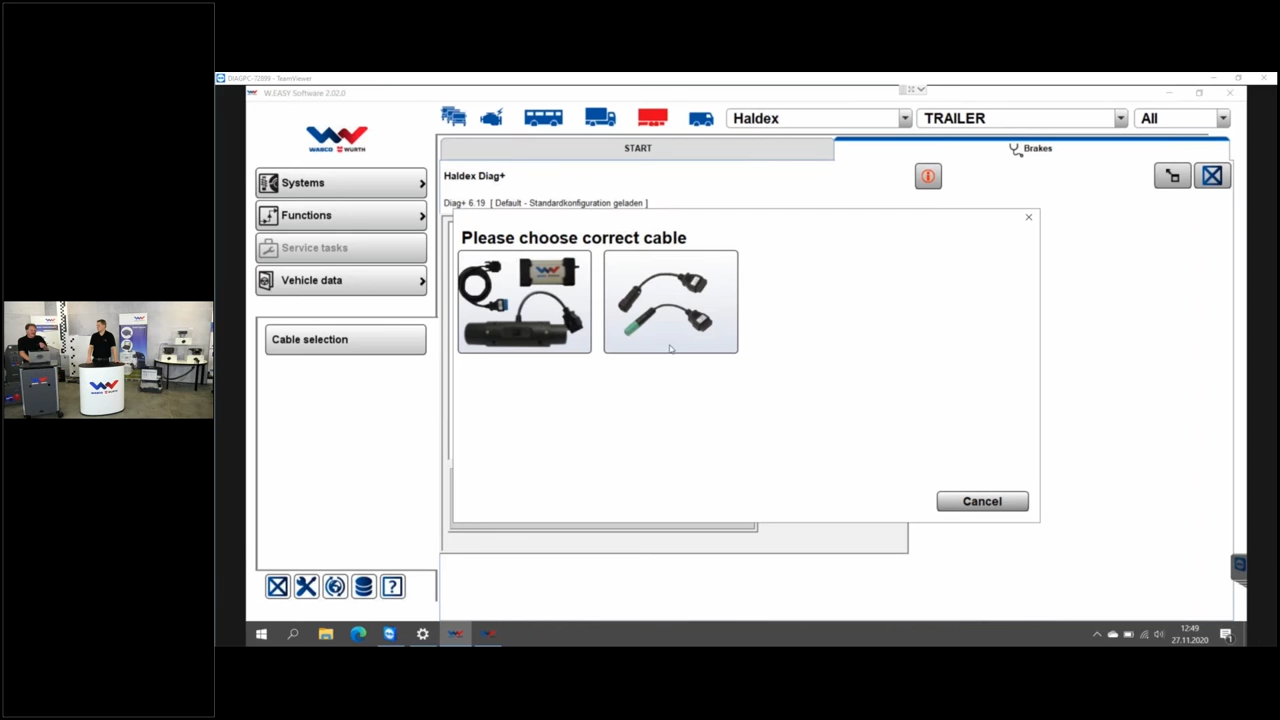 DIAGPC-72899 - TeamViewer
W.EASY Software 2.02.0
WABCO WÜRTH
Haldex
TRAILER
All
START
Brakes
Systems
Functions
Service tasks
Vehicle data
Cable selection
Haldex Diag+
Diag+ 6.19 [ Default - Standardkonfiguration geladen ]
Please choose correct cable
Cancel
12:49
27.11.2020